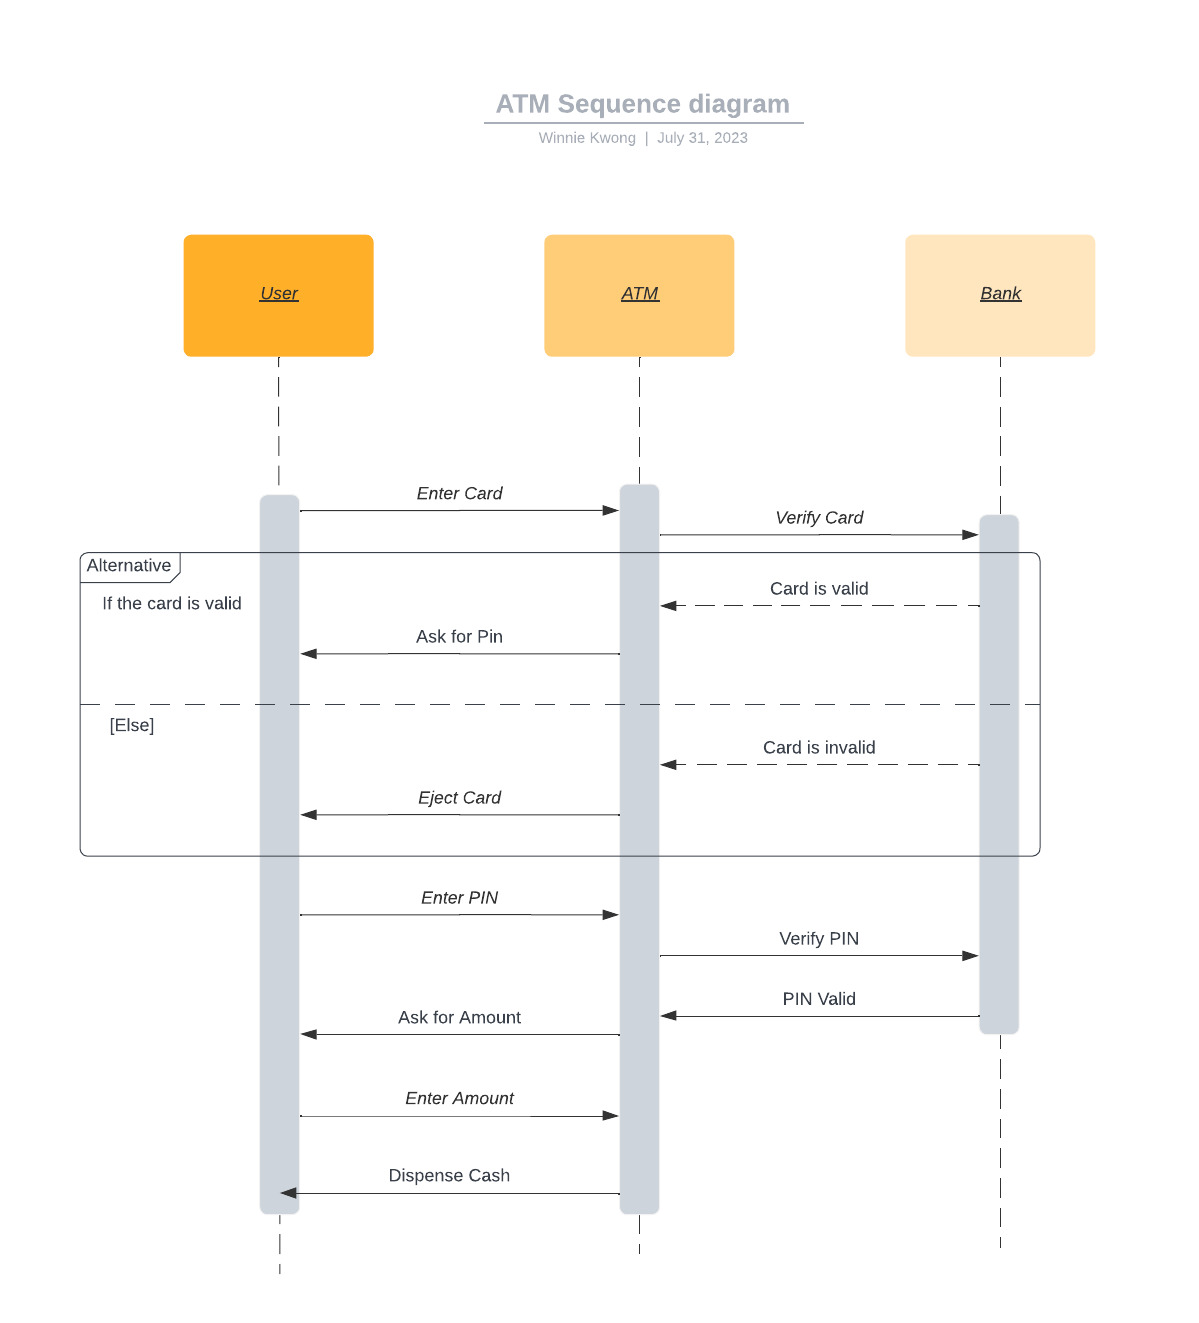 ATM Sequence diagram
Winnie Kwong | July 31, 2023
User
ATM
Bank
Enter Card
Verify Card
Alternative
Card is valid
If the card is valid
Ask for Pin
[Else]
Card is invalid
Eject Card
Enter PIN
Verify PIN
PIN Valid
Ask for Amount
Enter Amount
Dispense Cash